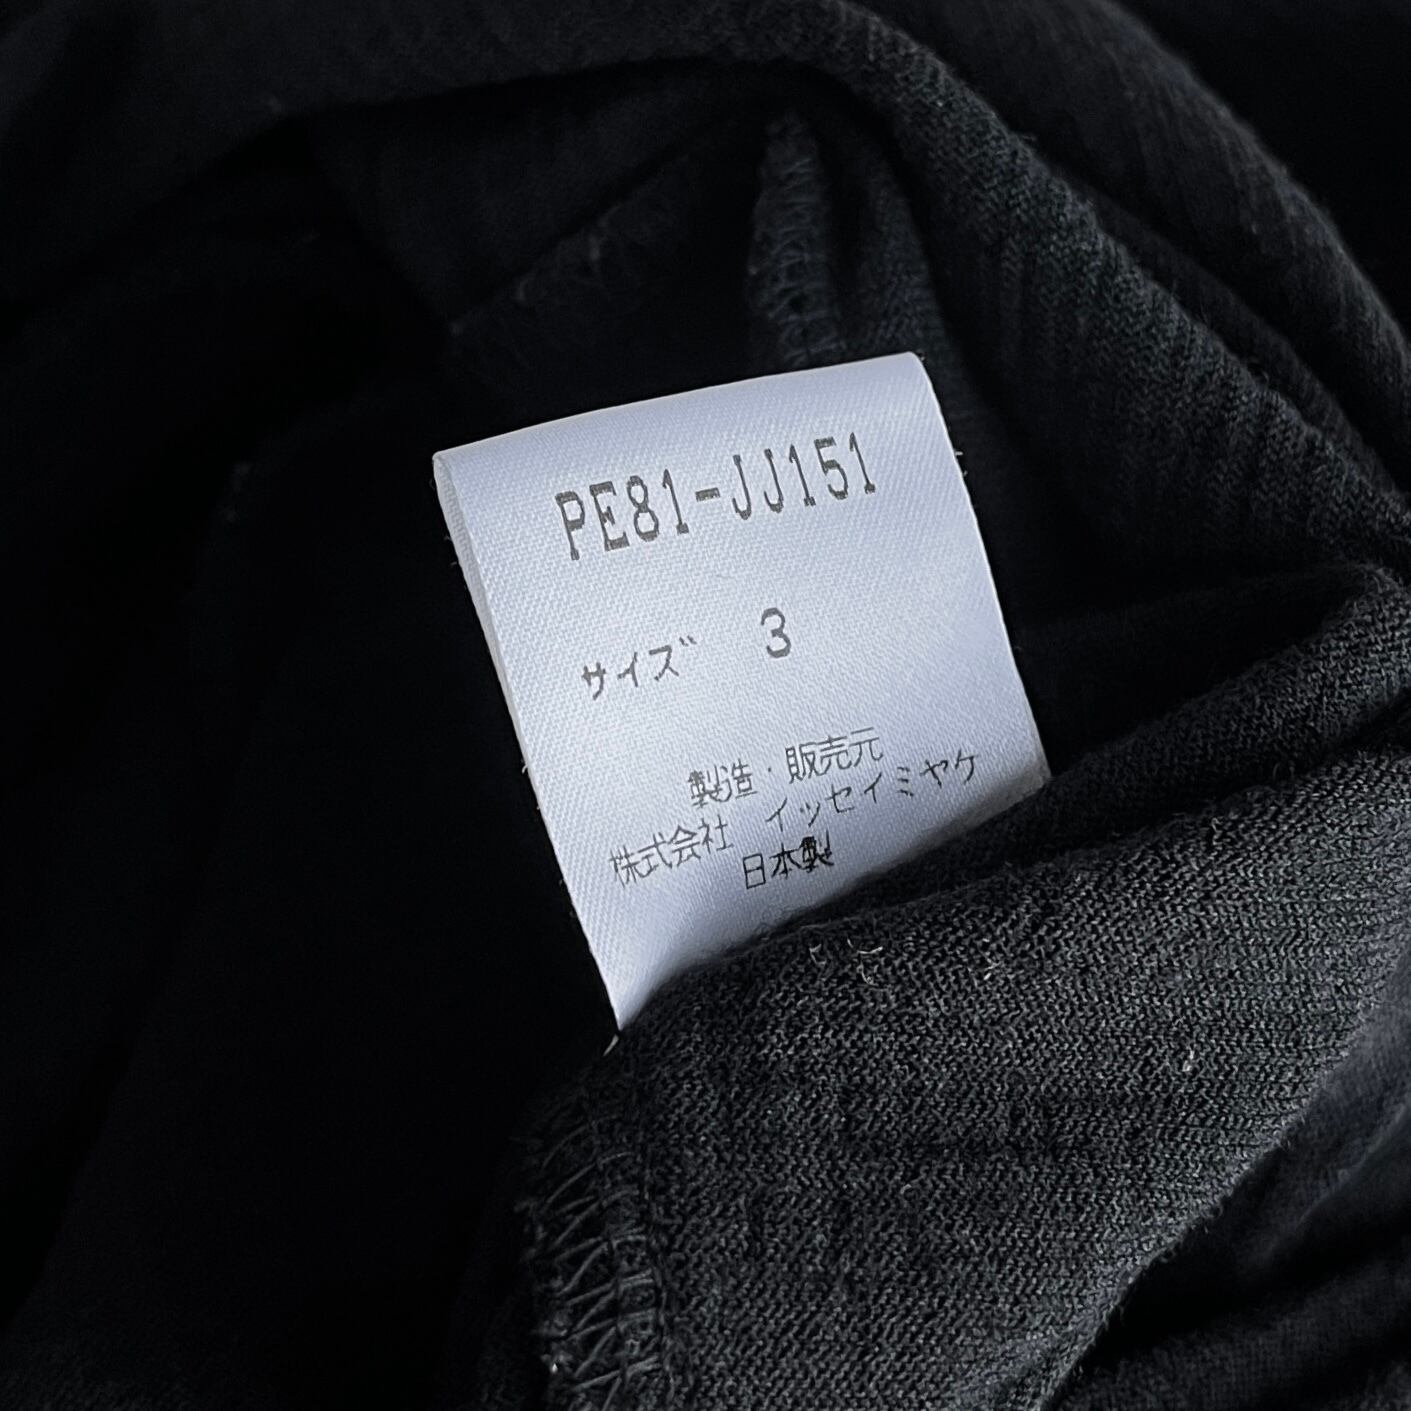 PE81-JJ151
サイズ 3
製造・販売元
株式会社 イッセイミヤケ
日本製